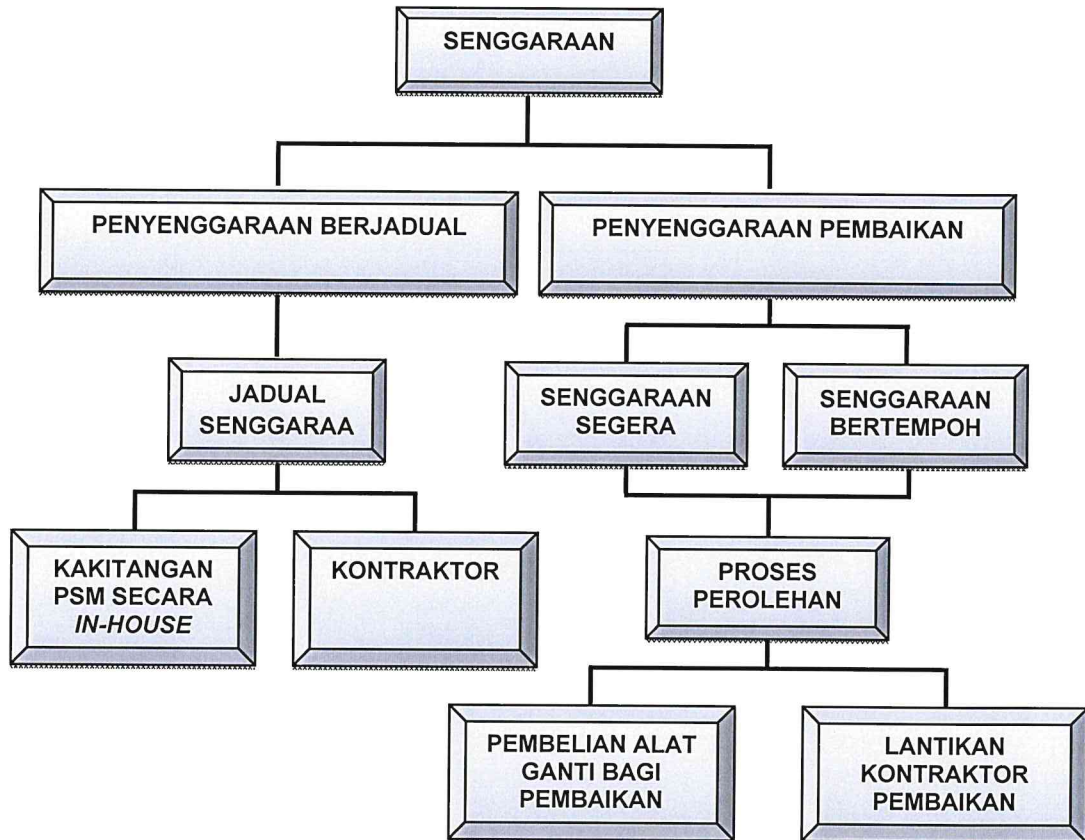 SENGGARAAN
PENYENGGARAAN BERJADUAL
PENYENGGARAAN PEMBAIKAN
JADUAL
SENGGARAA
SENGGARAAN
SEGERA
SENGGARAAN
BERTEMPOH
KAKITANGAN
PSM SECARA
IN-HOUSE
KONTRAKTOR
PROSES
PEROLEHAN
PEMBELIAN ALAT
GANTI BAGI
PEMBAIKAN
LANTIKAN
KONTRAKTOR
PEMBAIKAN